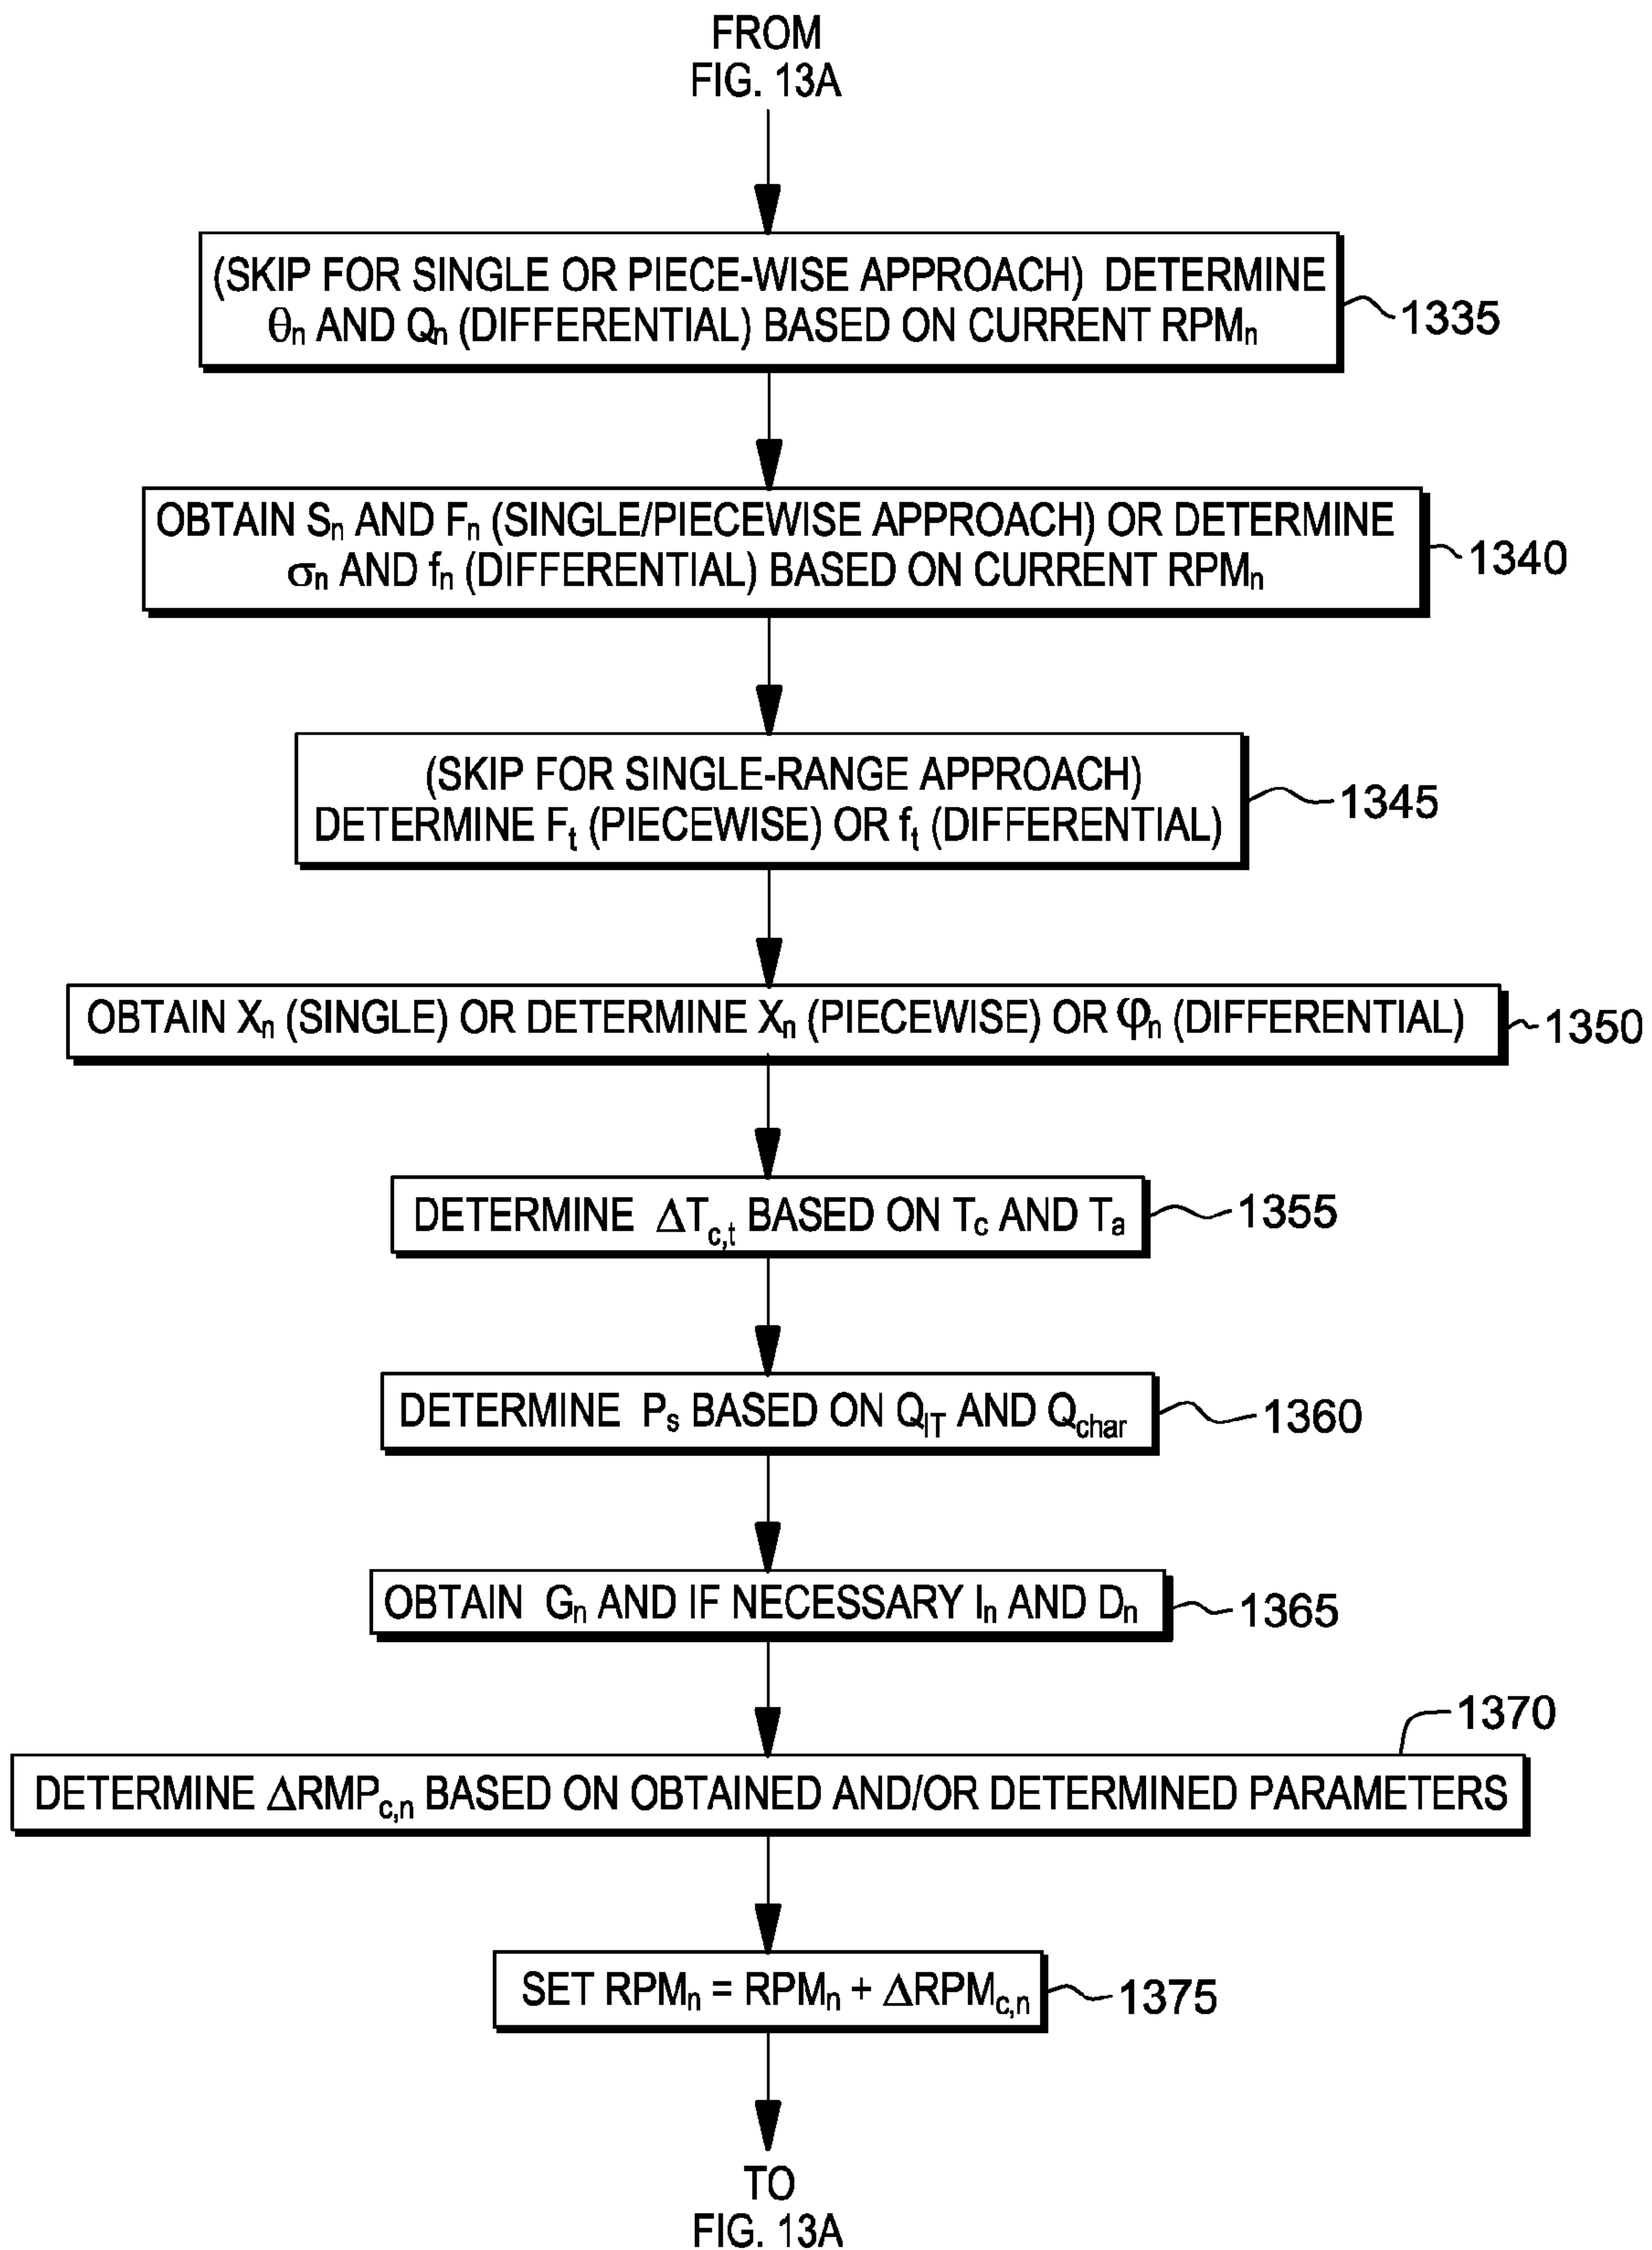 FROM
FIG. 13A
(SKIP FOR SINGLE OR PIECE-WISE APPROACH) DETERMINE
θn AND Qn (DIFFERENTIAL) BASED ON CURRENT RPMn
1335
OBTAIN Sn AND Fn (SINGLE/PIECEWISE APPROACH) OR DETERMINE
σn AND fn (DIFFERENTIAL) BASED ON CURRENT RPMn
1340
(SKIP FOR SINGLE-RANGE APPROACH)
DETERMINE Ft (PIECEWISE) OR ft (DIFFERENTIAL)
1345
OBTAIN Xn (SINGLE) OR DETERMINE Xn (PIECEWISE) OR φn (DIFFERENTIAL)
1350
DETERMINE ΔTc,t BASED ON Tc AND Ta
1355
DETERMINE Ps BASED ON QIT AND Qchar
1360
OBTAIN Gn AND IF NECESSARY In AND Dn
1365
1370
DETERMINE ΔRMPc,n BASED ON OBTAINED AND/OR DETERMINED PARAMETERS
SET RPMn = RPMn + ΔRPMc,n
1375
TO
FIG. 13A